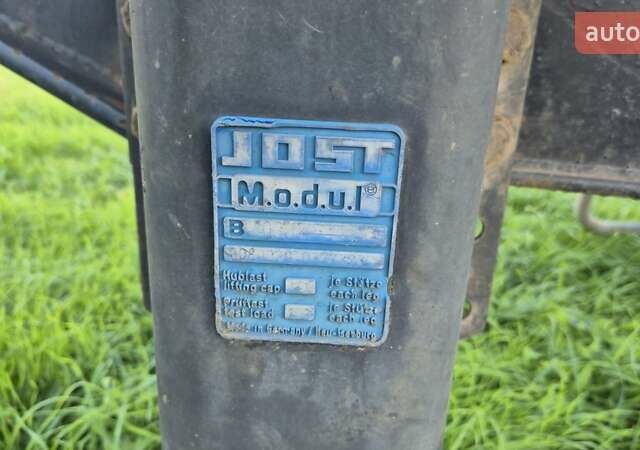 auto
JOST
M.o.d.u.l®
B
Hublast
lifting cap
je Stütze
each leg
prüflast
test load
je Stütze
each leg
Made in Germany / Neu-Isenburg